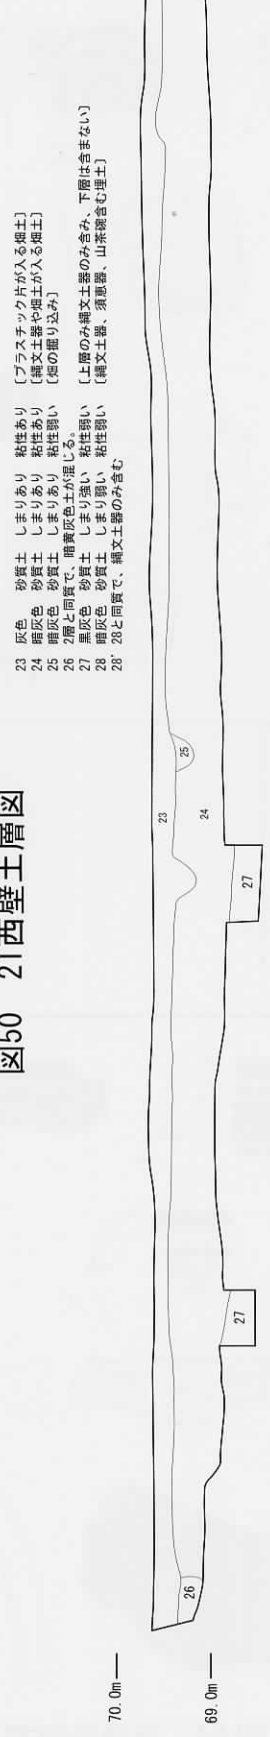 図50 21西壁土層図
23 灰色 砂質土 しまりあり 粘性あり [プラスチック片が入る畑土]
24 暗灰色 砂質土 しまりあり 粘性あり [縄文土器や畑土が入る畑土]
25 暗灰色 砂質土 しまりあり 粘性弱い [畑の掘り込み]
26 2層と同質で、暗黄灰色土が混じる。
27 黒灰色 砂質土 しまり強い 粘性弱い [上層のみ縄文土器のみ含み、下層は含まない]
28 暗灰色 砂質土 しまり弱い 粘性弱い [縄文土器、須恵器、山茶碗含む埋土]
28' 28と同質で、縄文土器のみ含む
70.0m
69.0m
23
24
25
26
27
27